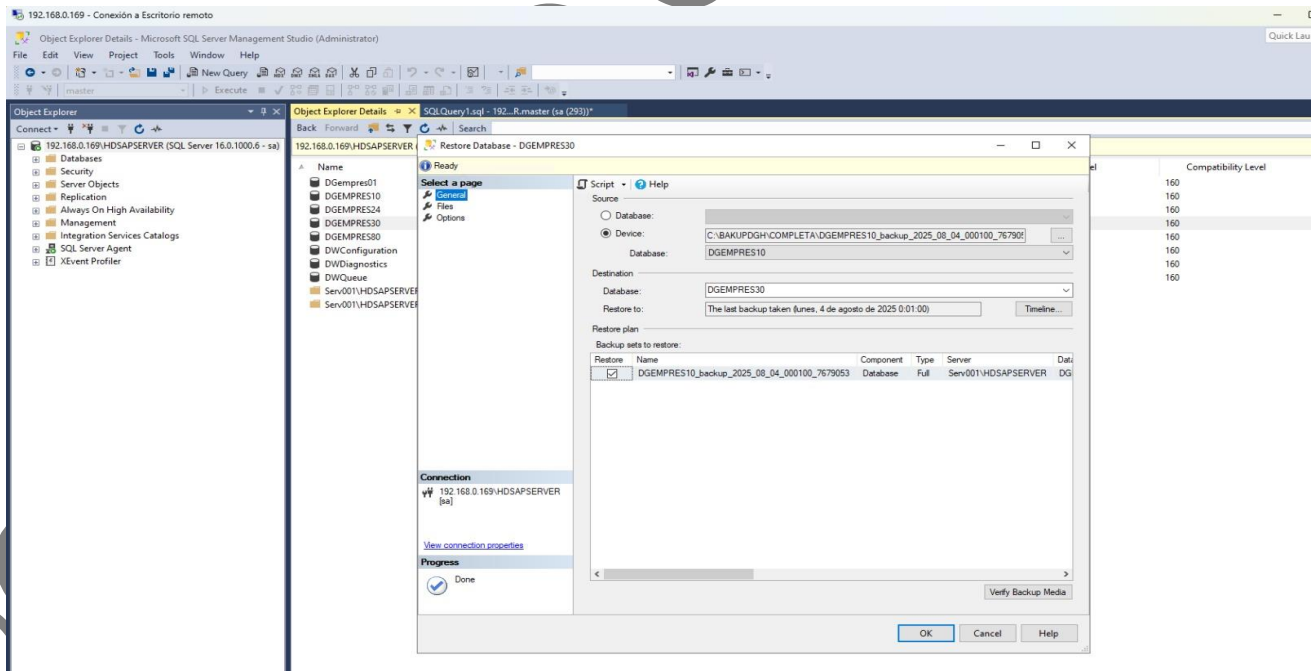 192.168.0.169 - Conexión a Escritorio remoto
Object Explorer Details - Microsoft SQL Server Management Studio (Administrator)
Quick Lau
File Edit View Project Tools Window Help
New Query
master Execute
Object Explorer
Connect
192.168.0.169\HDSAPSERVER (SQL Server 16.0.1000.6 - sa)
Databases
Security
Server Objects
Replication
Always On High Availability
Management
Integration Services Catalogs
SQL Server Agent
XEvent Profiler
Object Explorer Details SQLQuery1.sql - 192...R.master (sa (293))*
Back Forward Search
192.168.0.169\HDSAPSERVER (
Name
DGempres01
DGEMPRES10
DGEMPRES24
DGEMPRES30
DGEMPRES80
DWConfiguration
DWDiagnostics
DWQueue
Serv001\HDSAPSERVER
Serv001\HDSAPSERVER
el Compatibility Level
160
160
160
160
160
160
160
160
Restore Database - DGEMPRES30
Ready
Select a page
General
Files
Options
Script Help
Source
Database:
Device: C:\BAKUPDGH\COMPLETA\DGEMPRES10_backup_2025_08_04_000100_767905 ...
Database: DGEMPRES10
Destination
Database: DGEMPRES30
Restore to: The last backup taken (lunes, 4 de agosto de 2025 0:01:00) Timeline...
Restore plan
Backup sets to restore:
Restore Name Component Type Server Data
DGEMPRES10_backup_2025_08_04_000100_7679053 Database Full Serv001\HDSAPSERVER DG
Connection
192.168.0.169\HDSAPSERVER
[sa]
View connection properties
Progress
Done
Verify Backup Media
OK Cancel Help